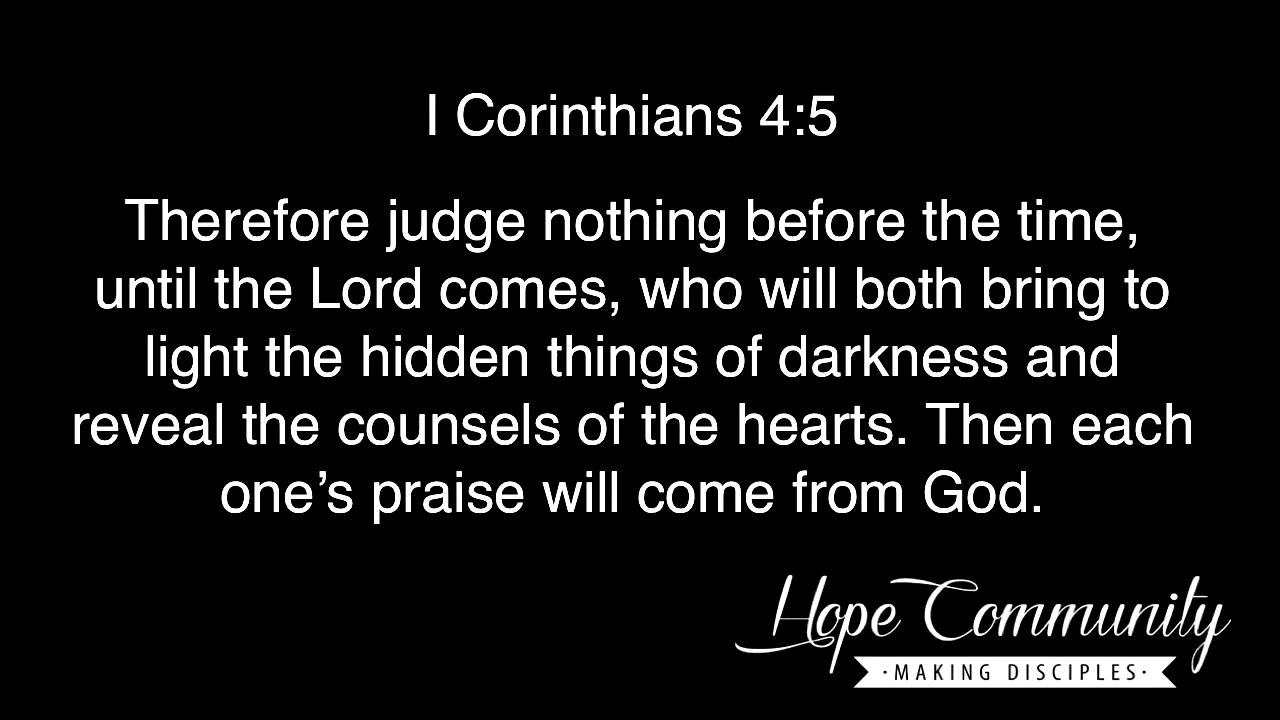 I Corinthians 4:5
Therefore judge nothing before the time,
until the Lord comes, who will both bring to
light the hidden things of darkness and
reveal the counsels of the hearts. Then each
one’s praise will come from God.
Hope Community
·MAKING DISCIPLES·